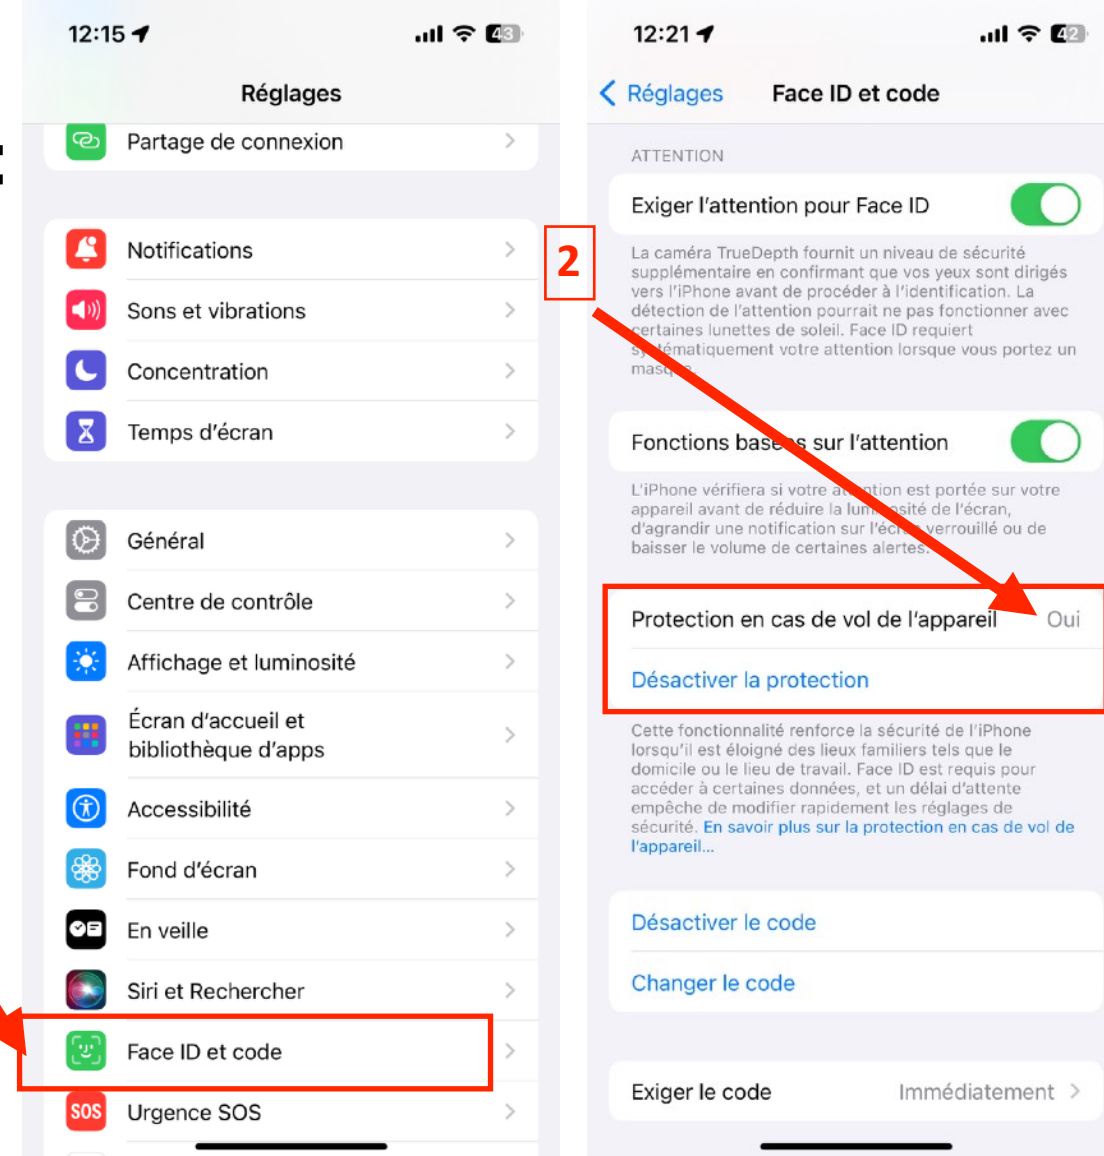 12:15
43
Réglages
Partage de connexion
Notifications
Sons et vibrations
Concentration
Temps d'écran
Général
Centre de contrôle
Affichage et luminosité
Écran d'accueil et
bibliothèque d'apps
Accessibilité
Fond d'écran
En veille
Siri et Rechercher
Face ID et code
SOS
Urgence SOS
:
2
12:21
42
Réglages
Face ID et code
ATTENTION
Exiger l'attention pour Face ID
La caméra TrueDepth fournit un niveau de sécurité
supplémentaire en confirmant que vos yeux sont dirigés
vers l'iPhone avant de procéder à l'identification. La
détection de l'attention pourrait ne pas fonctionner avec
certaines lunettes de soleil. Face ID requiert
systématiquement votre attention lorsque vous portez un
masque.
Fonctions basées sur l'attention
L'iPhone vérifiera si votre attention est portée sur votre
appareil avant de réduire la luminosité de l'écran,
d'agrandir une notification sur l'écran verrouillé ou de
baisser le volume de certaines alertes.
Protection en cas de vol de l'appareil
Oui
Désactiver la protection
Cette fonctionnalité renforce la sécurité de l'iPhone
lorsqu'il est éloigné des lieux familiers tels que le
domicile ou le lieu de travail. Face ID est requis pour
accéder à certaines données, et un délai d'attente
empêche de modifier rapidement les réglages de
sécurité. En savoir plus sur la protection en cas de vol de
l'appareil...
Désactiver le code
Changer le code
Exiger le code
Immédiatement